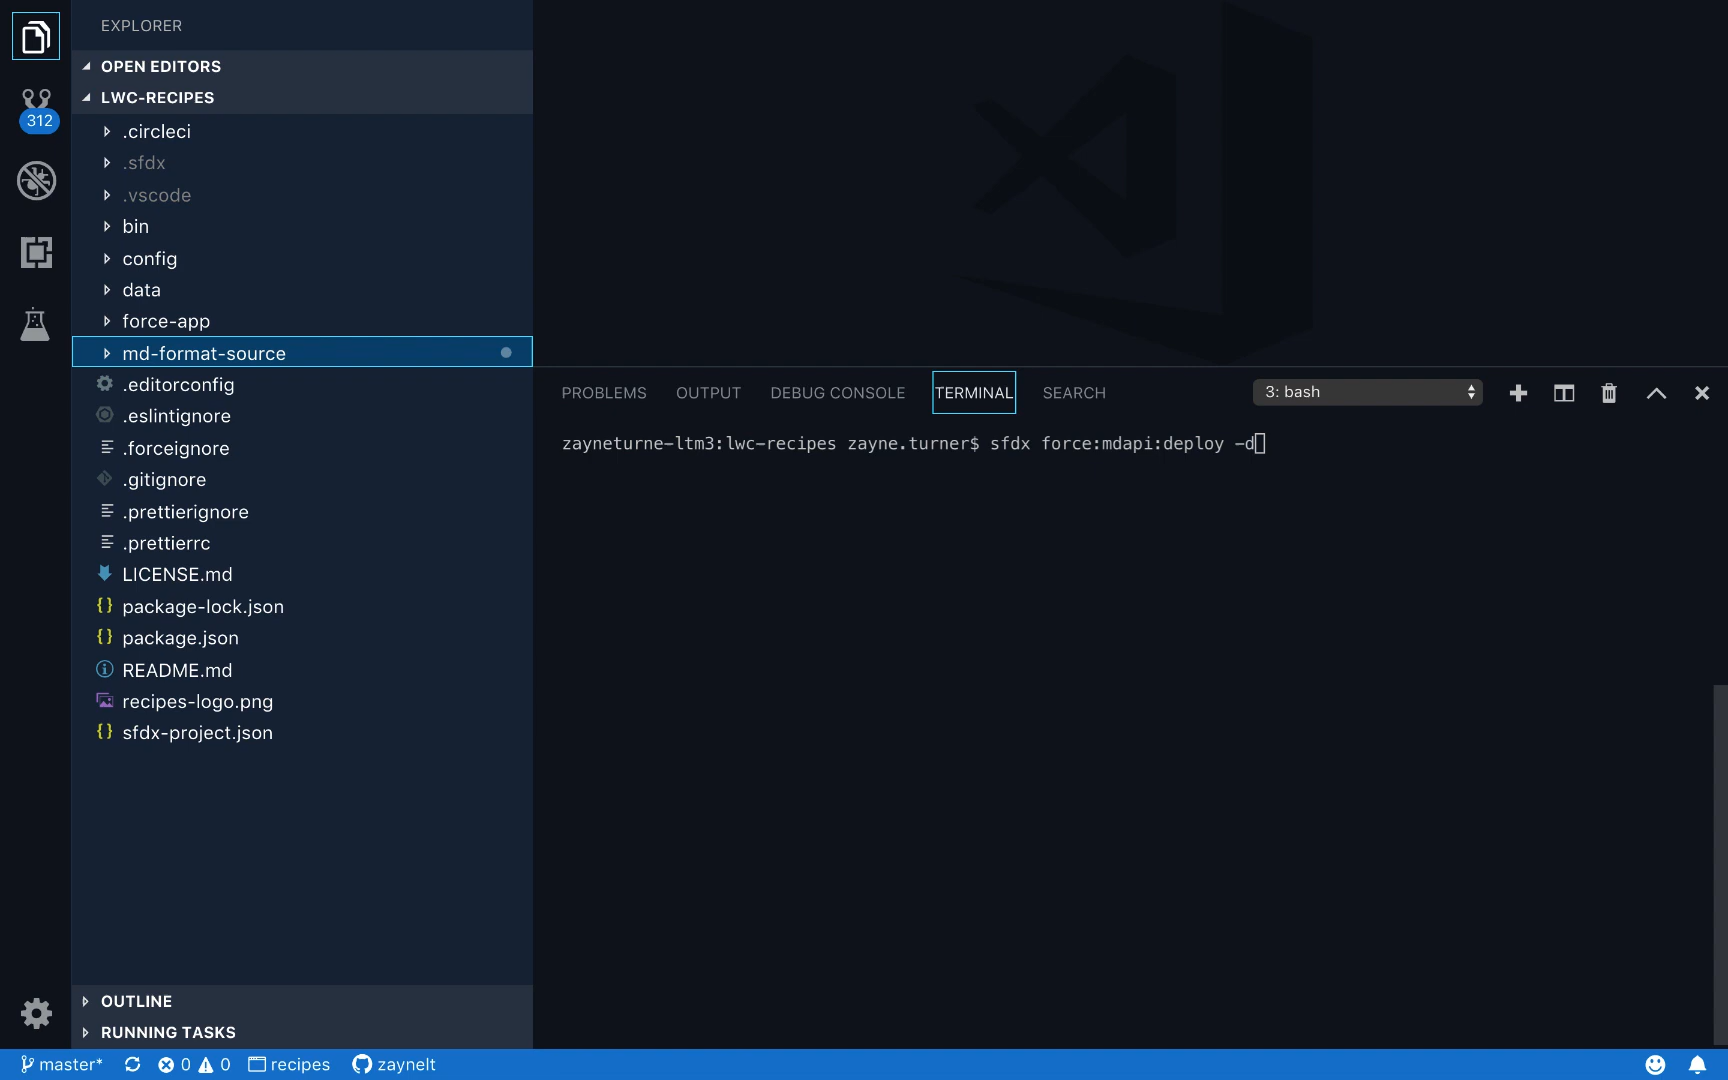 EXPLORER
OPEN EDITORS
LWC-RECIPES
312
.circleci
.sfdx
.vscode
bin
config
data
force-app
md-format-source
.editorconfig
.eslintignore
.forceignore
.gitignore
.prettierignore
.prettierrc
LICENSE.md
package-lock.json
package.json
README.md
recipes-logo.png
sfdx-project.json
OUTLINE
RUNNING TASKS
PROBLEMS OUTPUT DEBUG CONSOLE TERMINAL SEARCH 3: bash
zayneturne-ltm3:lwc-recipes zayne.turner$ sfdx force:mdapi:deploy -d
master* 0 0 recipes zaynelt